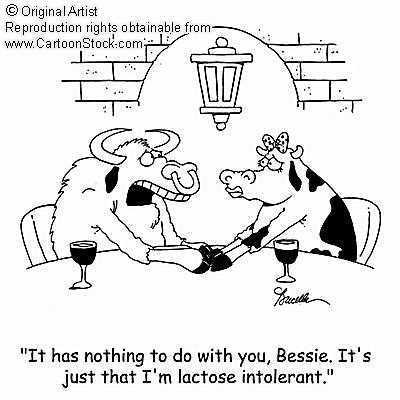 © Original Artist
Reproduction rights obtainable from
www.CartoonStock.com
"It has nothing to do with you, Bessie. It's
just that I'm lactose intolerant."